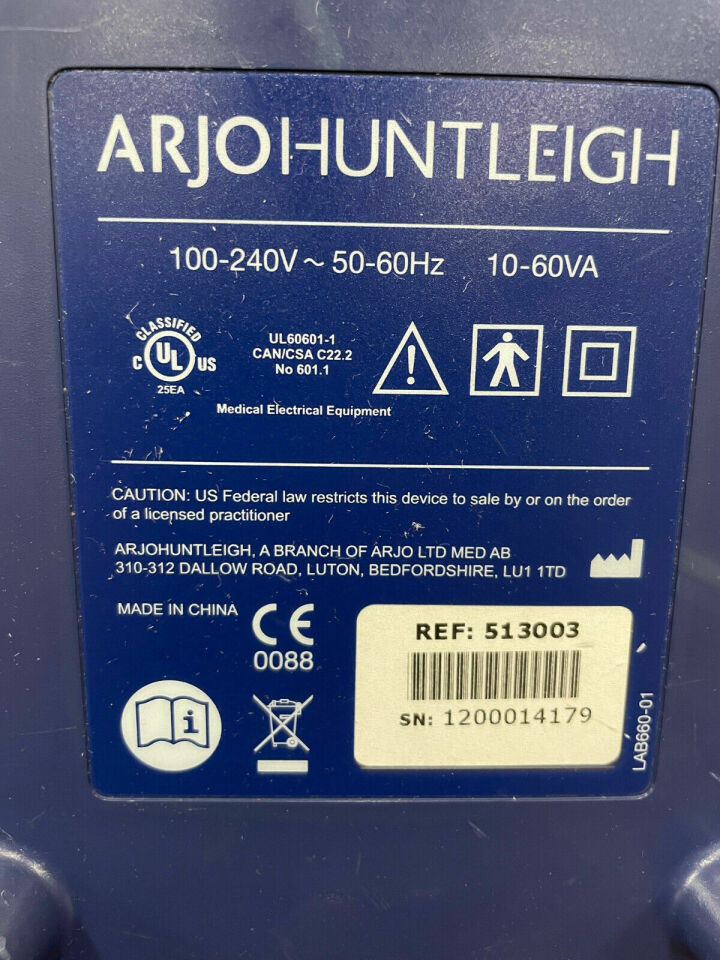 ARJOHUNTLEIGH
100-240V ~ 50-60Hz 10-60VA
CLASSIFIED
C UL US
25EA
UL60601-1
CAN/CSA C22.2
No 601.1
Medical Electrical Equipment
CAUTION: US Federal law restricts this device to sale by or on the order
of a licensed practitioner
ARJOHUNTLEIGH, A BRANCH OF ARJO LTD MED AB
310-312 DALLOW ROAD, LUTON, BEDFORDSHIRE, LU1 1TD
MADE IN CHINA
CE
0088
REF: 513003
SN: 1200014179
LAB660-01